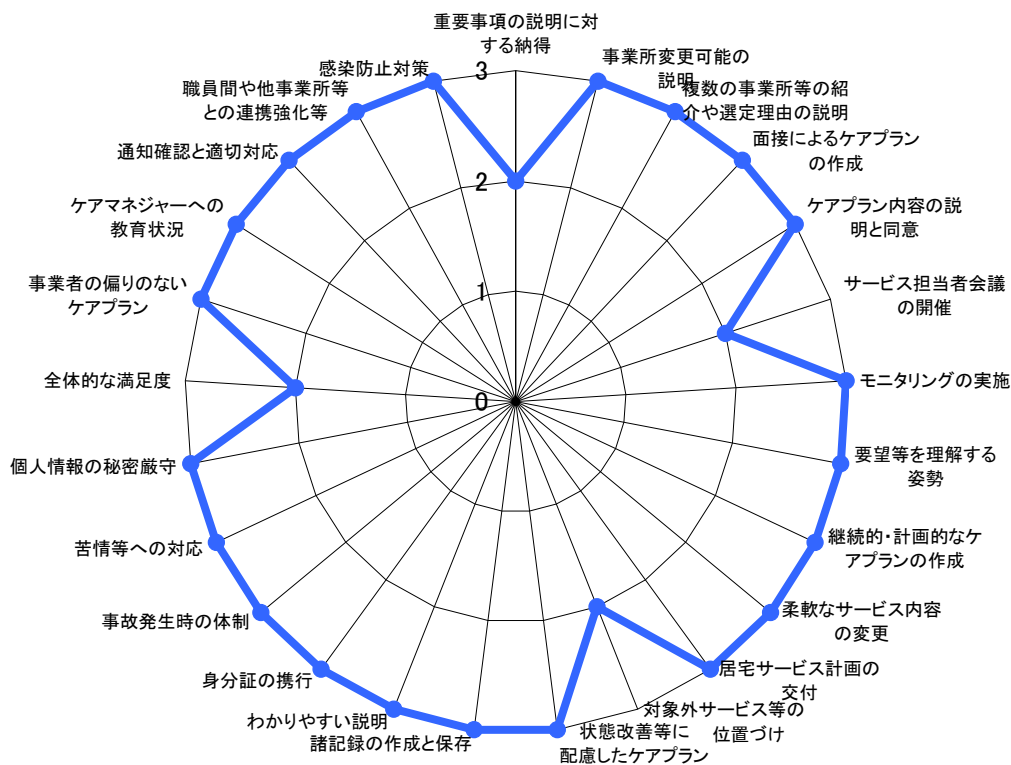 重要事項の説明に対
する納得
事業所変更可能の
説明
複数の事業所等の紹
介や選定理由の説明
面接によるケアプラン
の作成
ケアプラン内容の説
明と同意
サービス担当者会議
の開催
モニタリングの実施
要望等を理解する
姿勢
継続的・計画的なケ
アプランの作成
柔軟なサービス内容
の変更
居宅サービス計画の
交付
対象外サービス等の
位置づけ
状態改善等に
配慮したケアプラン
諸記録の作成と保存
わかりやすい説明
身分証の携行
事故発生時の体制
苦情等への対応
個人情報の秘密厳守
全体的な満足度
事業者の偏りのない
ケアプラン
ケアマネジャーへの
教育状況
通知確認と適切対応
職員間や他事業所等
との連携強化等
感染防止対策
3
2
1
0